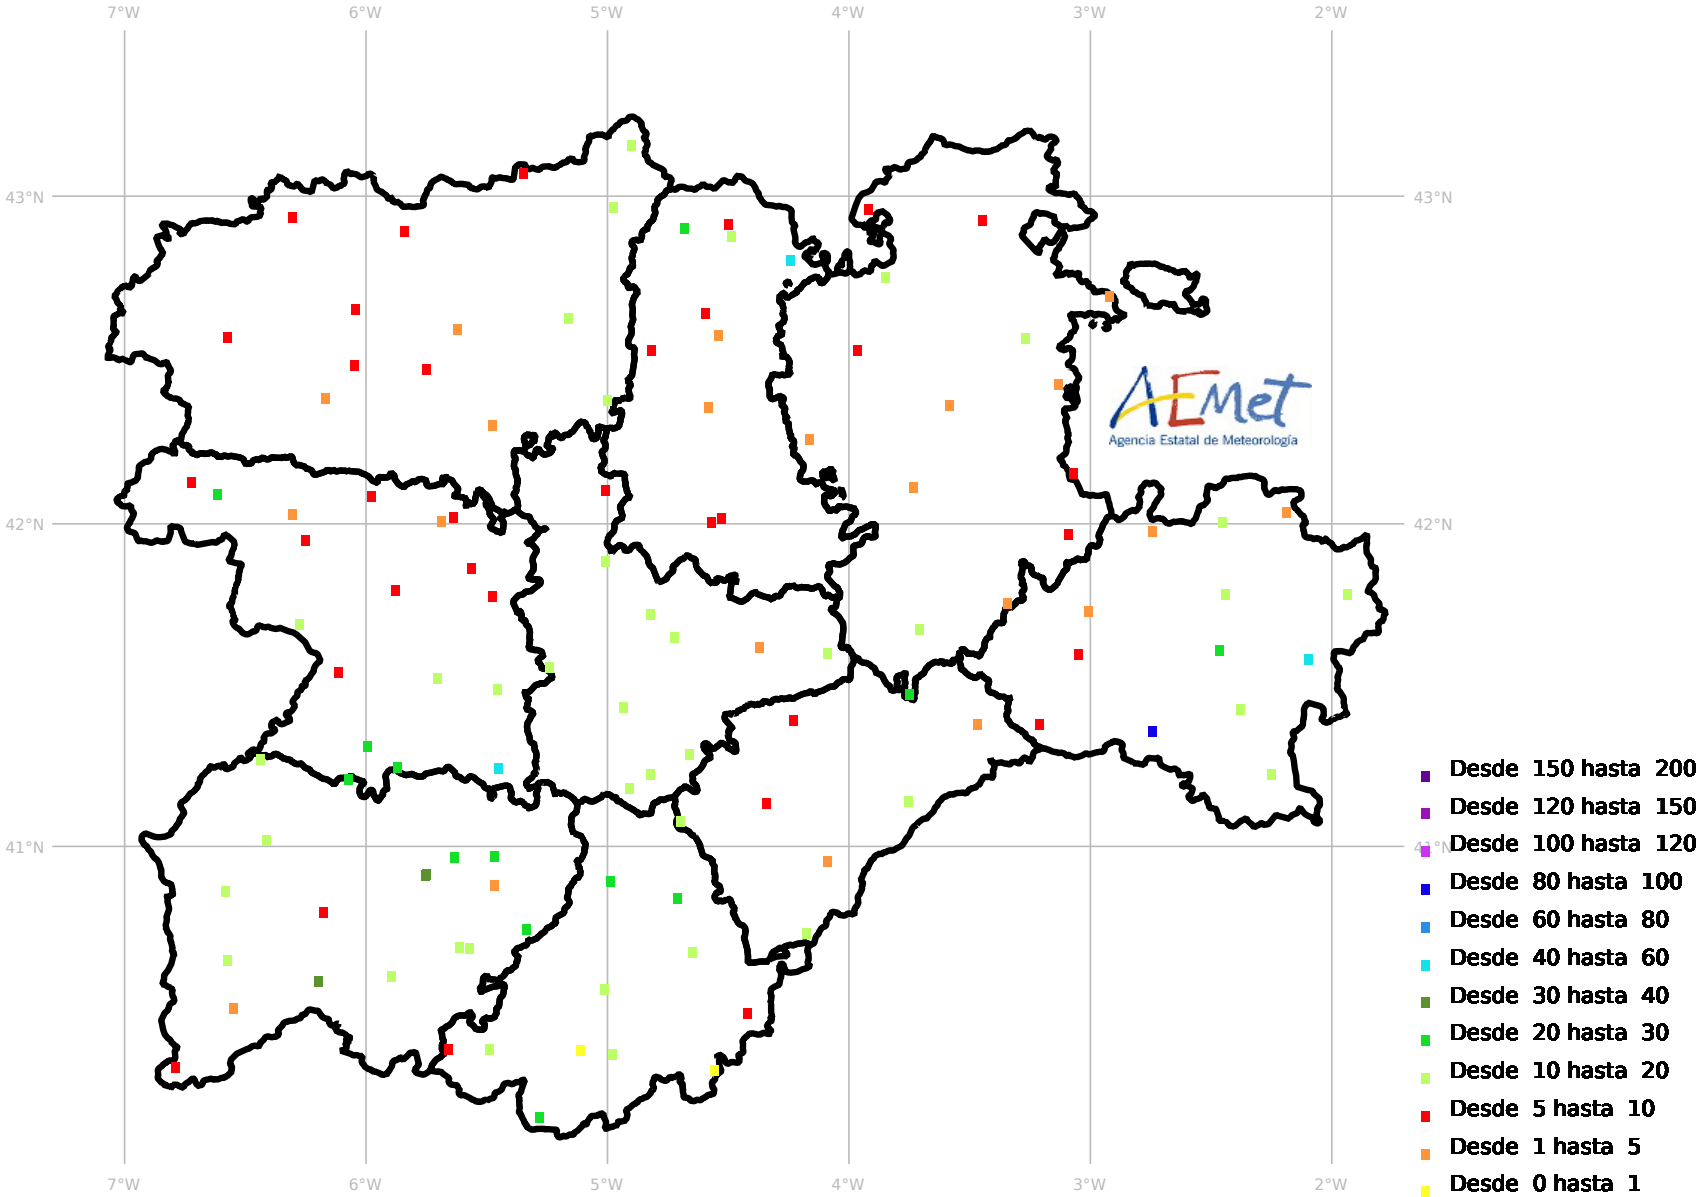 7°W 6°W 5°W 4°W 3°W 2°W
43°N 43°N
AEMet
Agencia Estatal de Meteorología
42°N 42°N
Desde 150 hasta 200
Desde 120 hasta 150
41°N 41°N
Desde 100 hasta 120
Desde 80 hasta 100
Desde 60 hasta 80
Desde 40 hasta 60
Desde 30 hasta 40
Desde 20 hasta 30
Desde 10 hasta 20
Desde 5 hasta 10
Desde 1 hasta 5
Desde 0 hasta 1
7°W 6°W 5°W 4°W 3°W 2°W